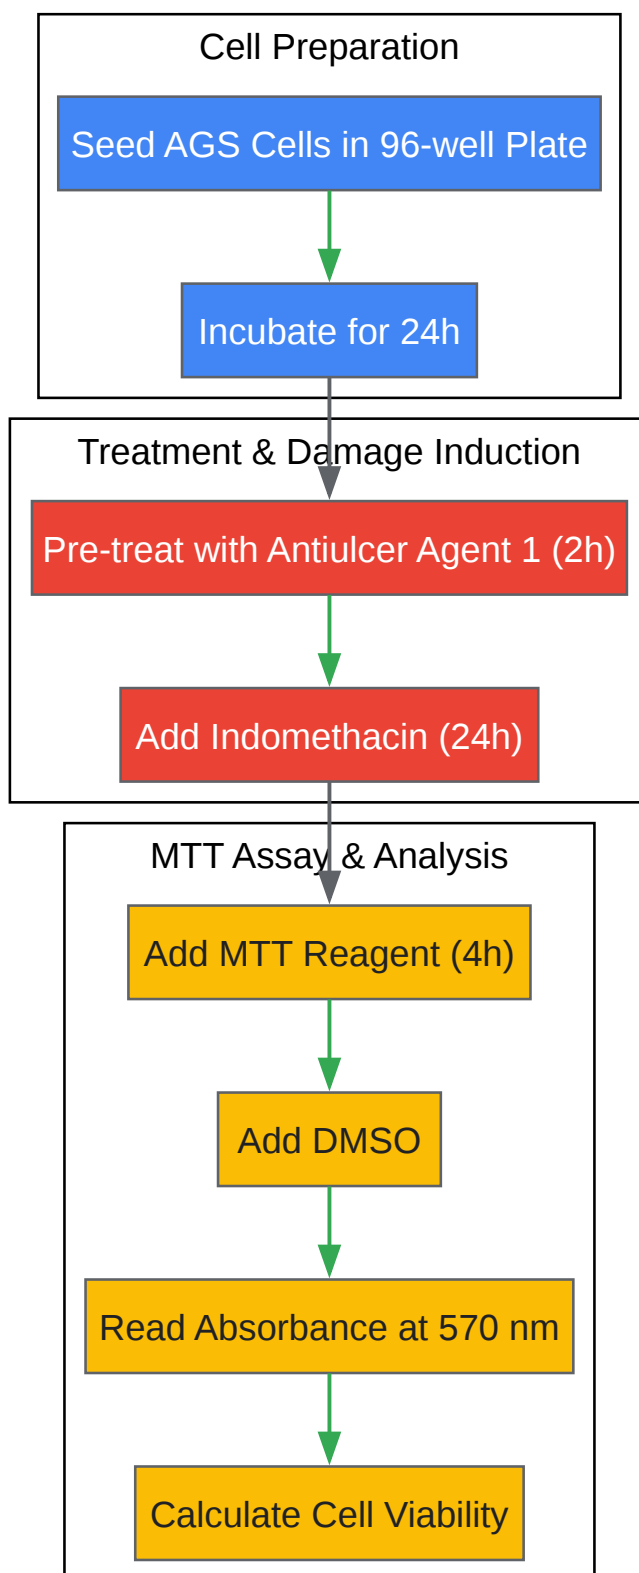 Cell Preparation
Seed AGS Cells in 96-well Plate
Incubate for 24h
Treatment & Damage Induction
Pre-treat with Antiulcer Agent 1 (2h)
Add Indomethacin (24h)
MTT Assay & Analysis
Add MTT Reagent (4h)
Add DMSO
Read Absorbance at 570 nm
Calculate Cell Viability